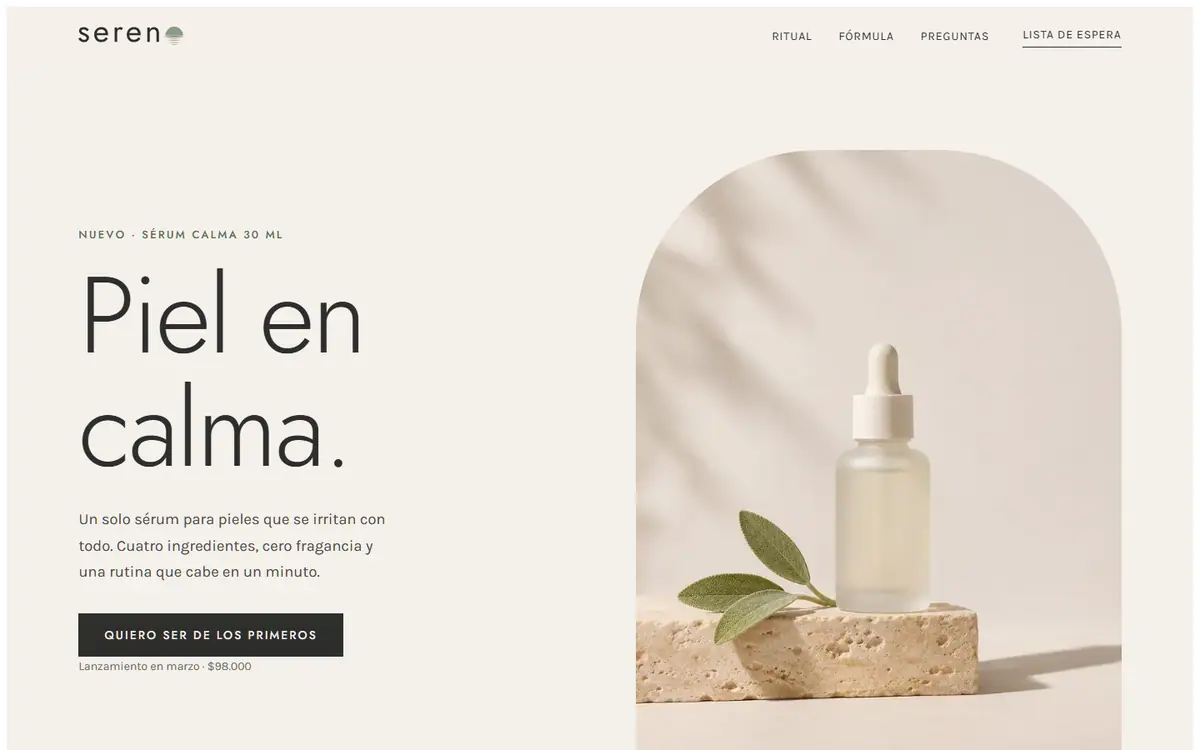 seren
RITUAL
FÓRMULA
PREGUNTAS
LISTA DE ESPERA
NUEVO · SÉRUM CALMA 30 ML
Piel en
calma.
Un solo sérum para pieles que se irritan con
todo. Cuatro ingredientes, cero fragancia y
una rutina que cabe en un minuto.
QUIERO SER DE LOS PRIMEROS
Lanzamiento en marzo · $98.000